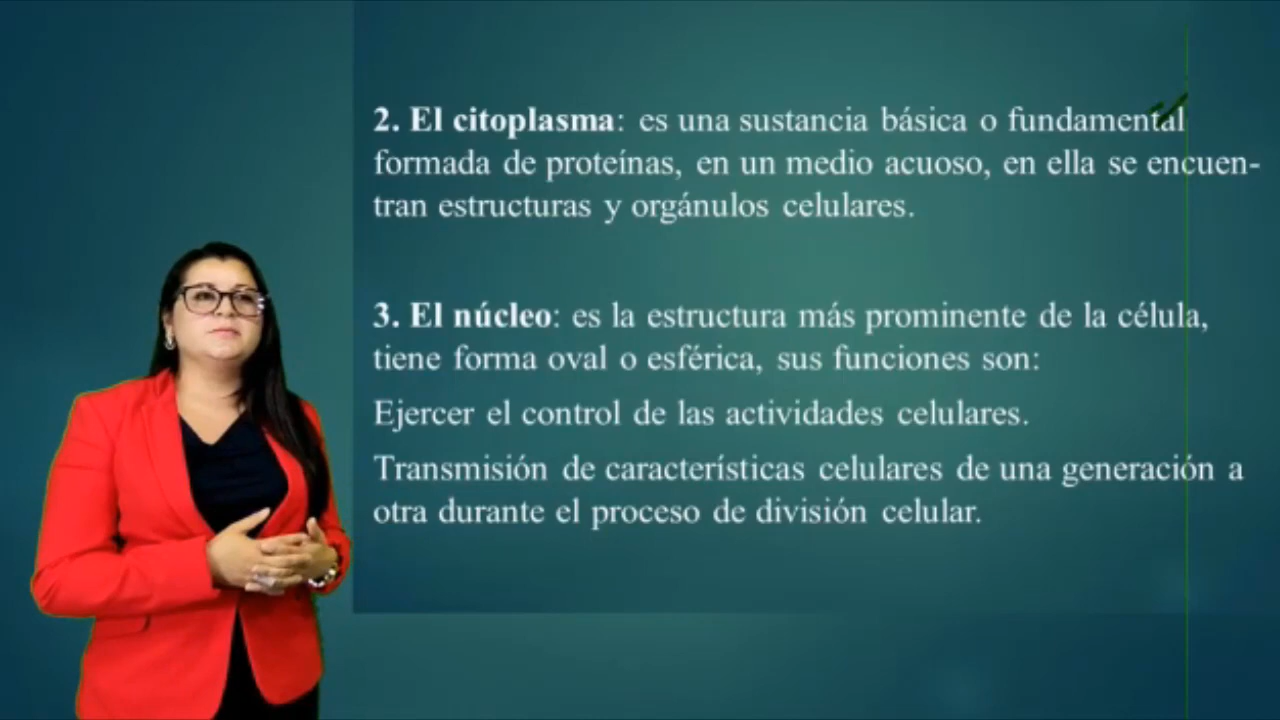 2. El citoplasma: es una sustancia básica o fundamental
formada de proteínas, en un medio acuoso, en ella se encuen-
tran estructuras y orgánulos celulares.
3. El núcleo: es la estructura más prominente de la célula,
tiene forma oval o esférica, sus funciones son:
Ejercer el control de las actividades celulares.
Transmisión de características celulares de una generación a
otra durante el proceso de división celular.